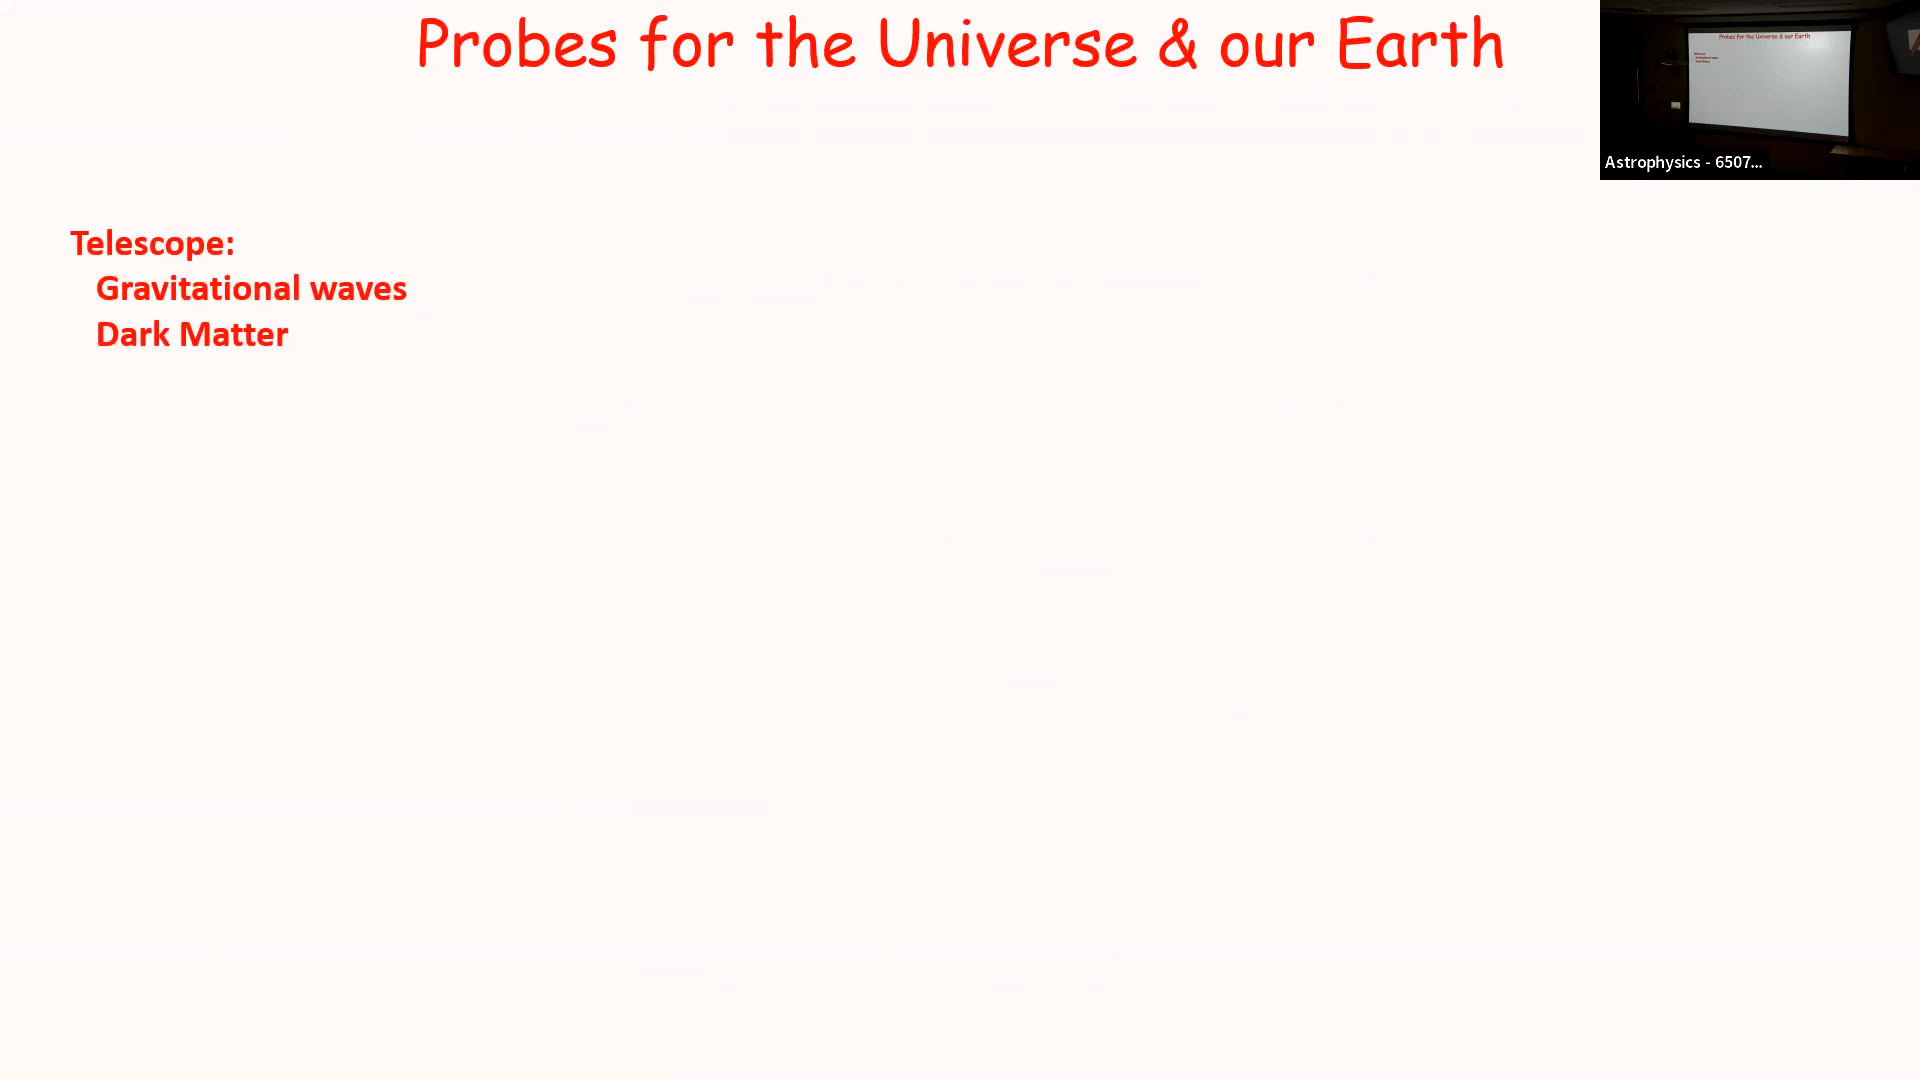 Probes for the Universe & our Earth
Astrophysics - 6507...
Telescope:
Gravitational waves
Dark Matter